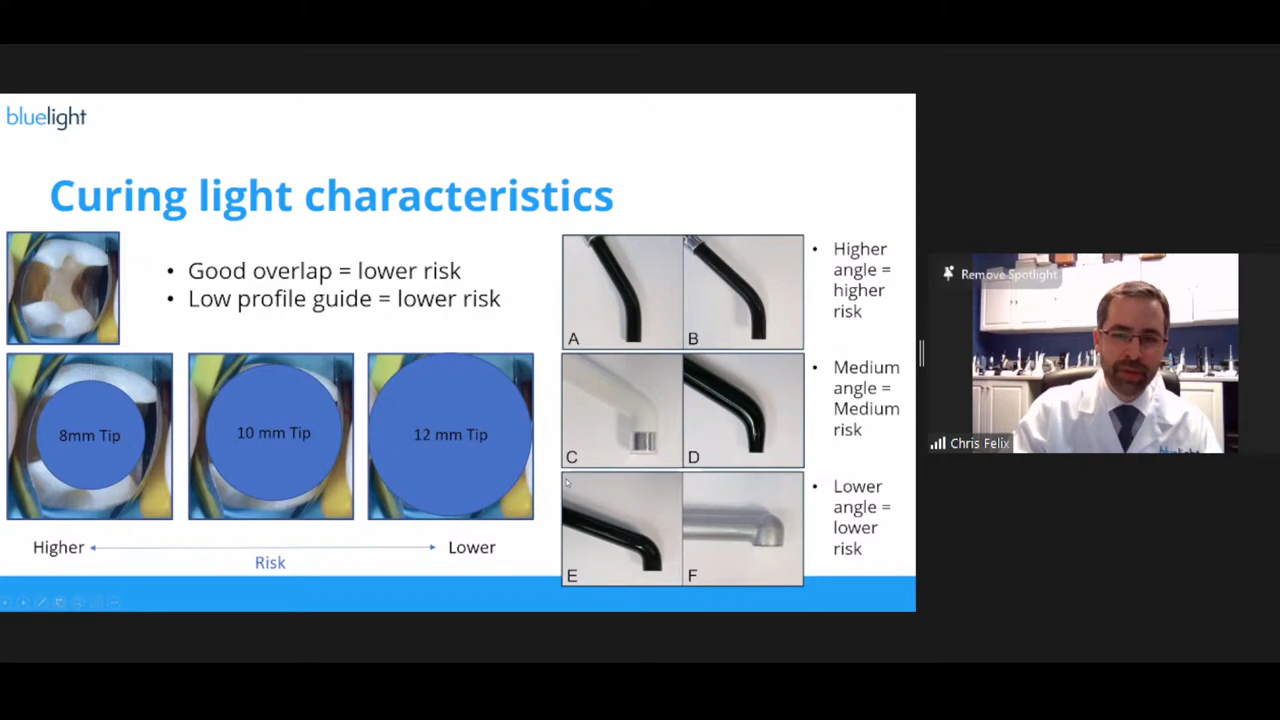 bluelight
Curing light characteristics
• Good overlap = lower risk
• Low profile guide = lower risk
8mm Tip
10 mm Tip
12 mm Tip
Higher
Lower
Risk
A
B
C
D
E
F
• Higher
angle =
higher
risk
• Medium
angle =
Medium
risk
• Lower
angle =
lower
risk
Remove Spotlight
Chris Felix
bluelight